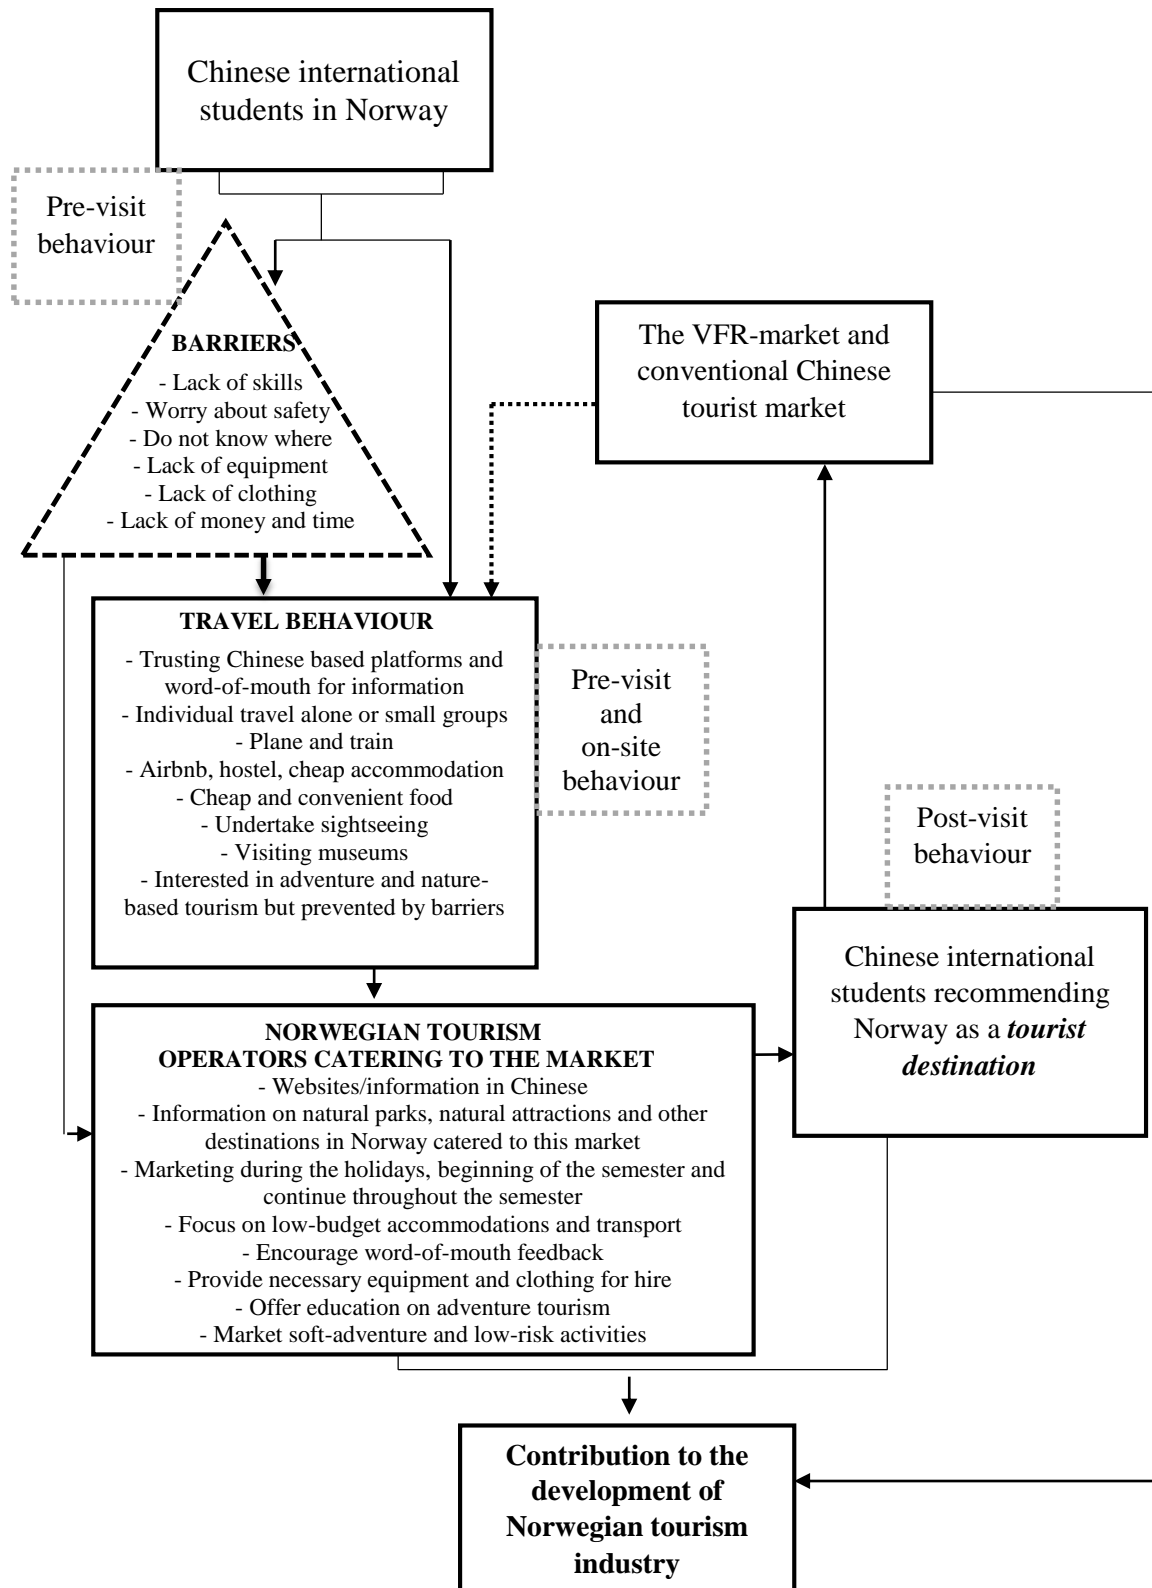 Chinese international
students in Norway
Pre-visit
behaviour
BARRIERS
- Lack of skills
- Worry about safety
- Do not know where
- Lack of equipment
- Lack of clothing
- Lack of money and time
The VFR-market and
conventional Chinese
tourist market
TRAVEL BEHAVIOUR
- Trusting Chinese based platforms and
word-of-mouth for information
- Individual travel alone or small groups
- Plane and train
- Airbnb, hostel, cheap accommodation
- Cheap and convenient food
- Undertake sightseeing
- Visiting museums
- Interested in adventure and nature-
based tourism but prevented by barriers
Pre-visit
and
on-site
behaviour
Post-visit
behaviour
Chinese international
students recommending
Norway as a tourist
destination
NORWEGIAN TOURISM
OPERATORS CATERING TO THE MARKET
- Websites/information in Chinese
- Information on natural parks, natural attractions and other
destinations in Norway catered to this market
- Marketing during the holidays, beginning of the semester and
continue throughout the semester
- Focus on low-budget accommodations and transport
- Encourage word-of-mouth feedback
- Provide necessary equipment and clothing for hire
- Offer education on adventure tourism
- Market soft-adventure and low-risk activities
Contribution to the
development of
Norwegian tourism
industry